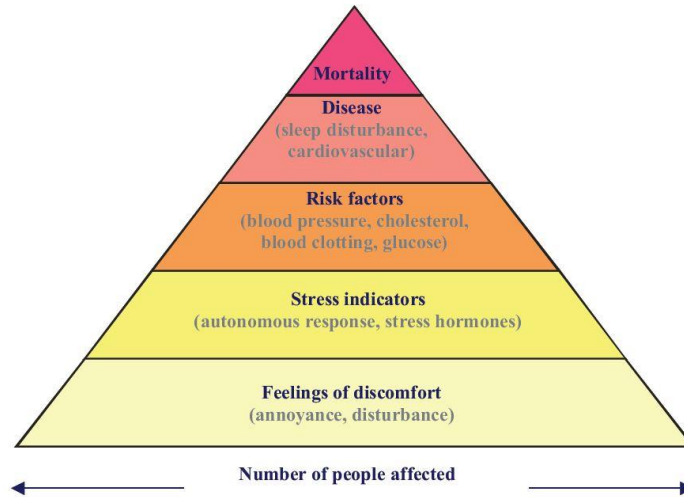 Mortality
Disease
(sleep disturbance,
cardiovascular)
Risk factors
(blood pressure, cholesterol,
blood clotting, glucose)
Stress indicators
(autonomous response, stress hormones)
Feelings of discomfort
(annoyance, disturbance)
Number of people affected